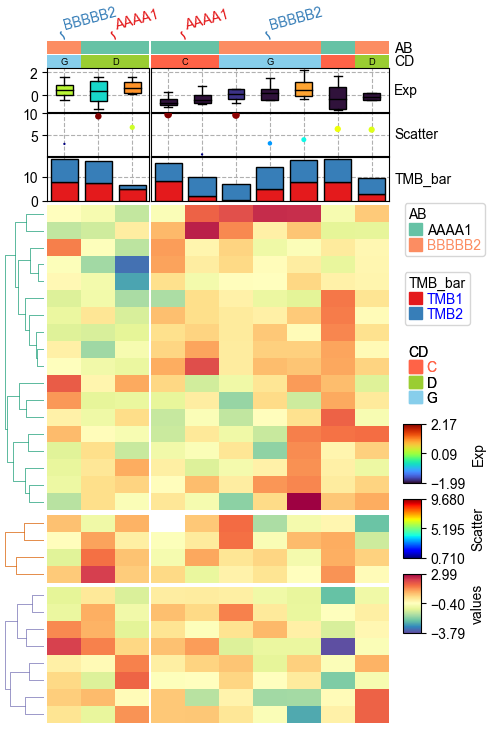 BBBBB2 AAAA1 AAAA1 BBBBB2
AB
G D C G D CD
2
0
Exp
10
5
Scatter
10
0
TMB_bar
AB
AAAA1
BBBBB2
TMB_bar
TMB1
TMB2
CD
C
D
G
2.17
0.09
−1.99
Exp
9.680
5.195
0.710
Scatter
2.99
−0.40
−3.79
values